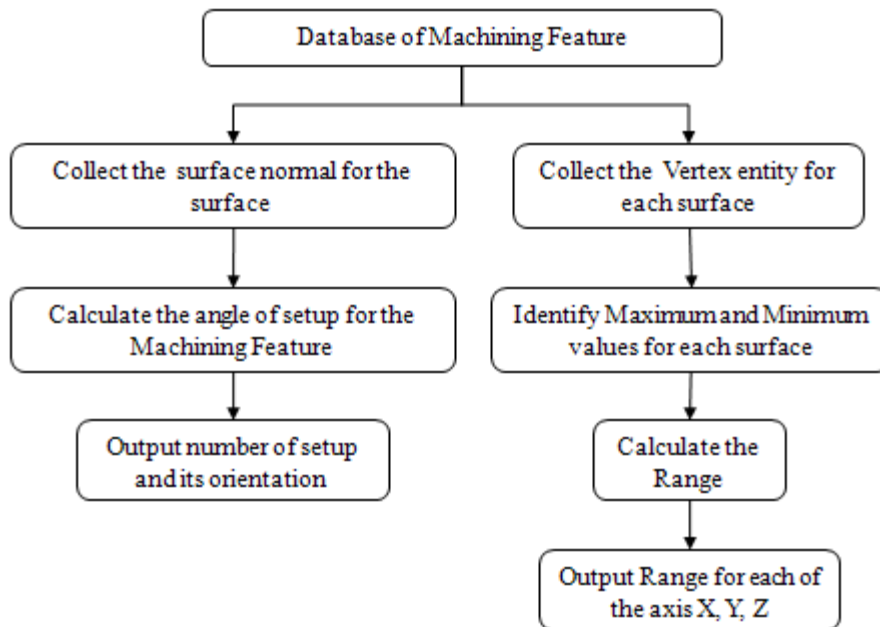 Database of Machining Feature
Collect the surface normal for the
surface
Collect the Vertex entity for
each surface
Calculate the angle of setup for the
Machining Feature
Identify Maximum and Minimum
values for each surface
Output number of setup
and its orientation
Calculate the
Range
Output Range for each of
the axis X, Y, Z